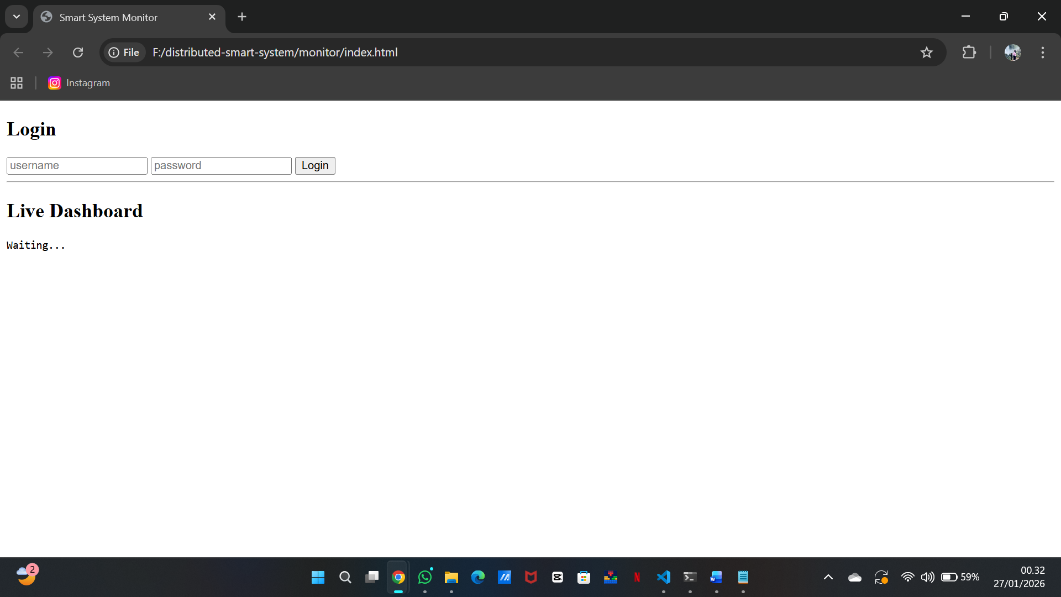 Smart System Monitor
File F:/distributed-smart-system/monitor/index.html
Instagram
Login
username password Login
Live Dashboard
Waiting...
2
59%
00.32
27/01/2026